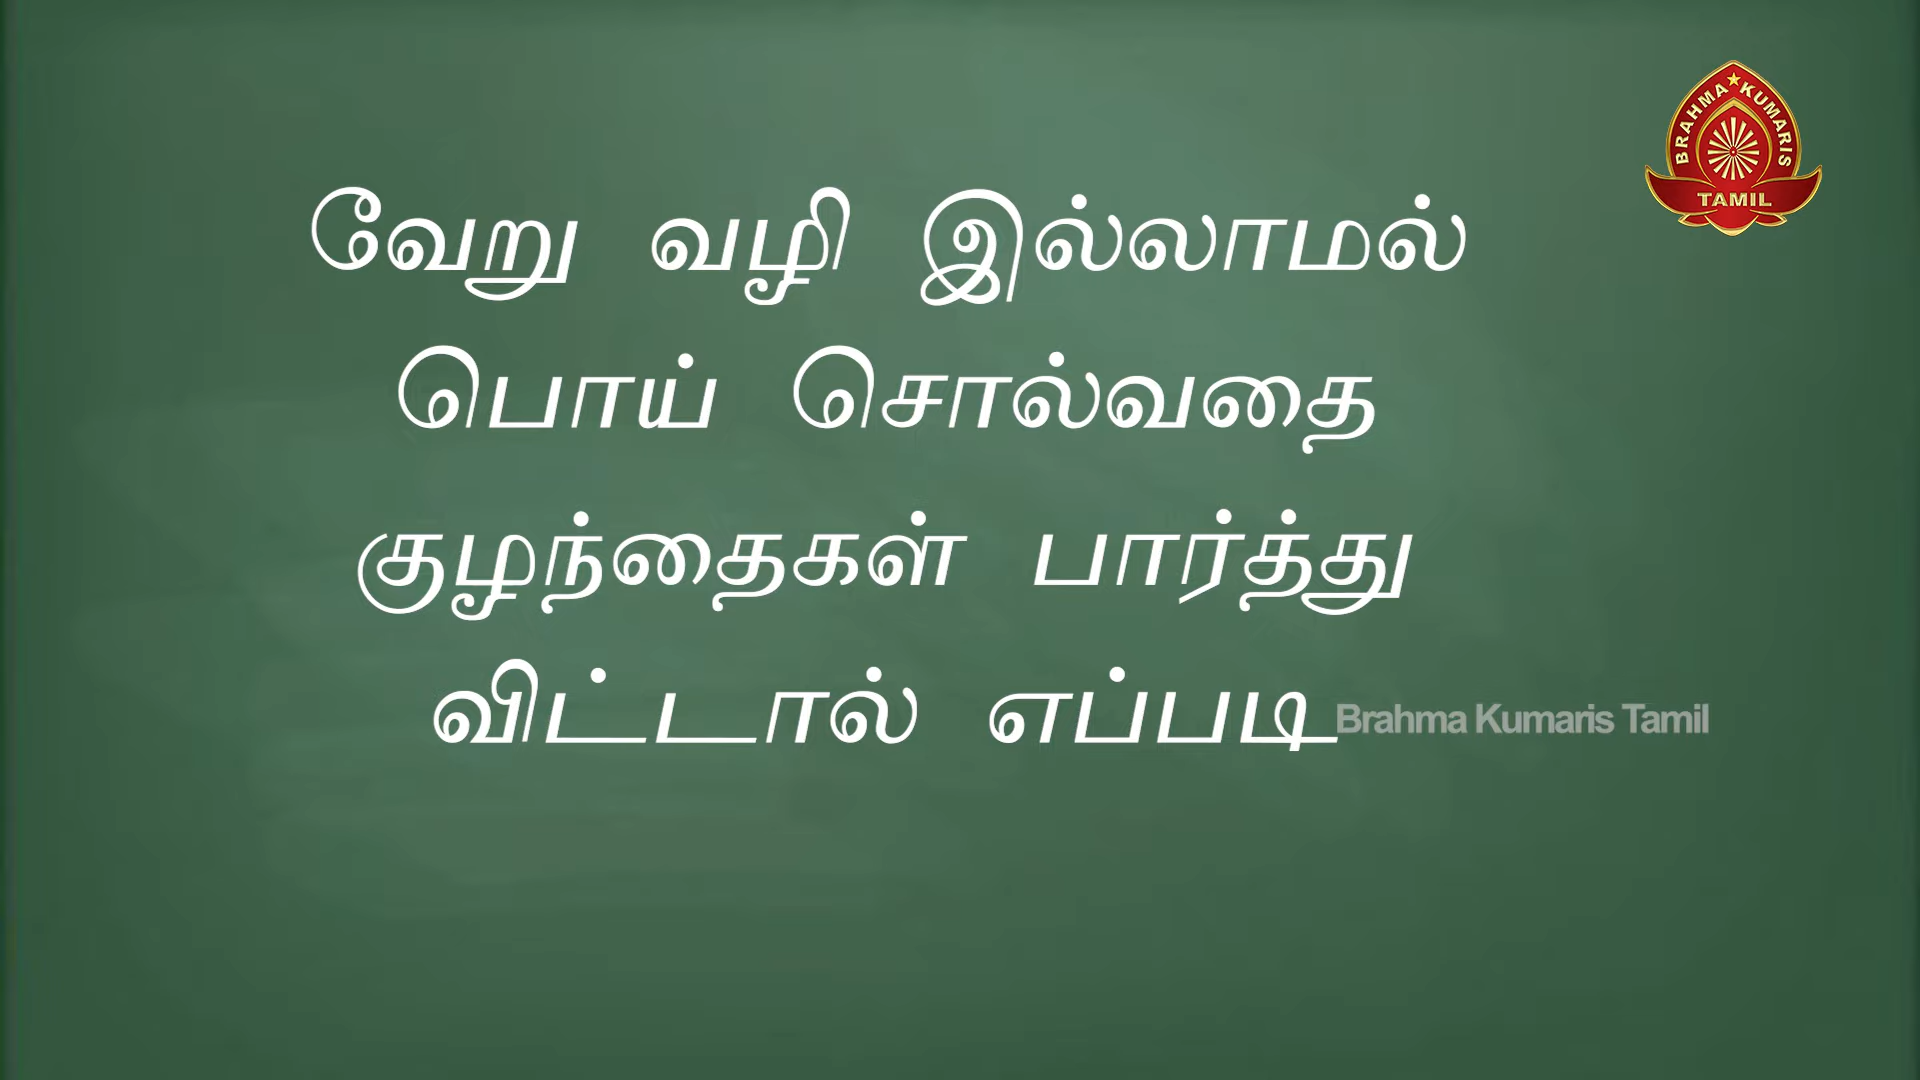 BRAHMA KUMARIS
TAMIL
வேறு வழி இல்லாமல்
பொய் சொல்வதை
குழந்தைகள் பார்த்து
விட்டால் எப்படி
Brahma Kumaris Tamil